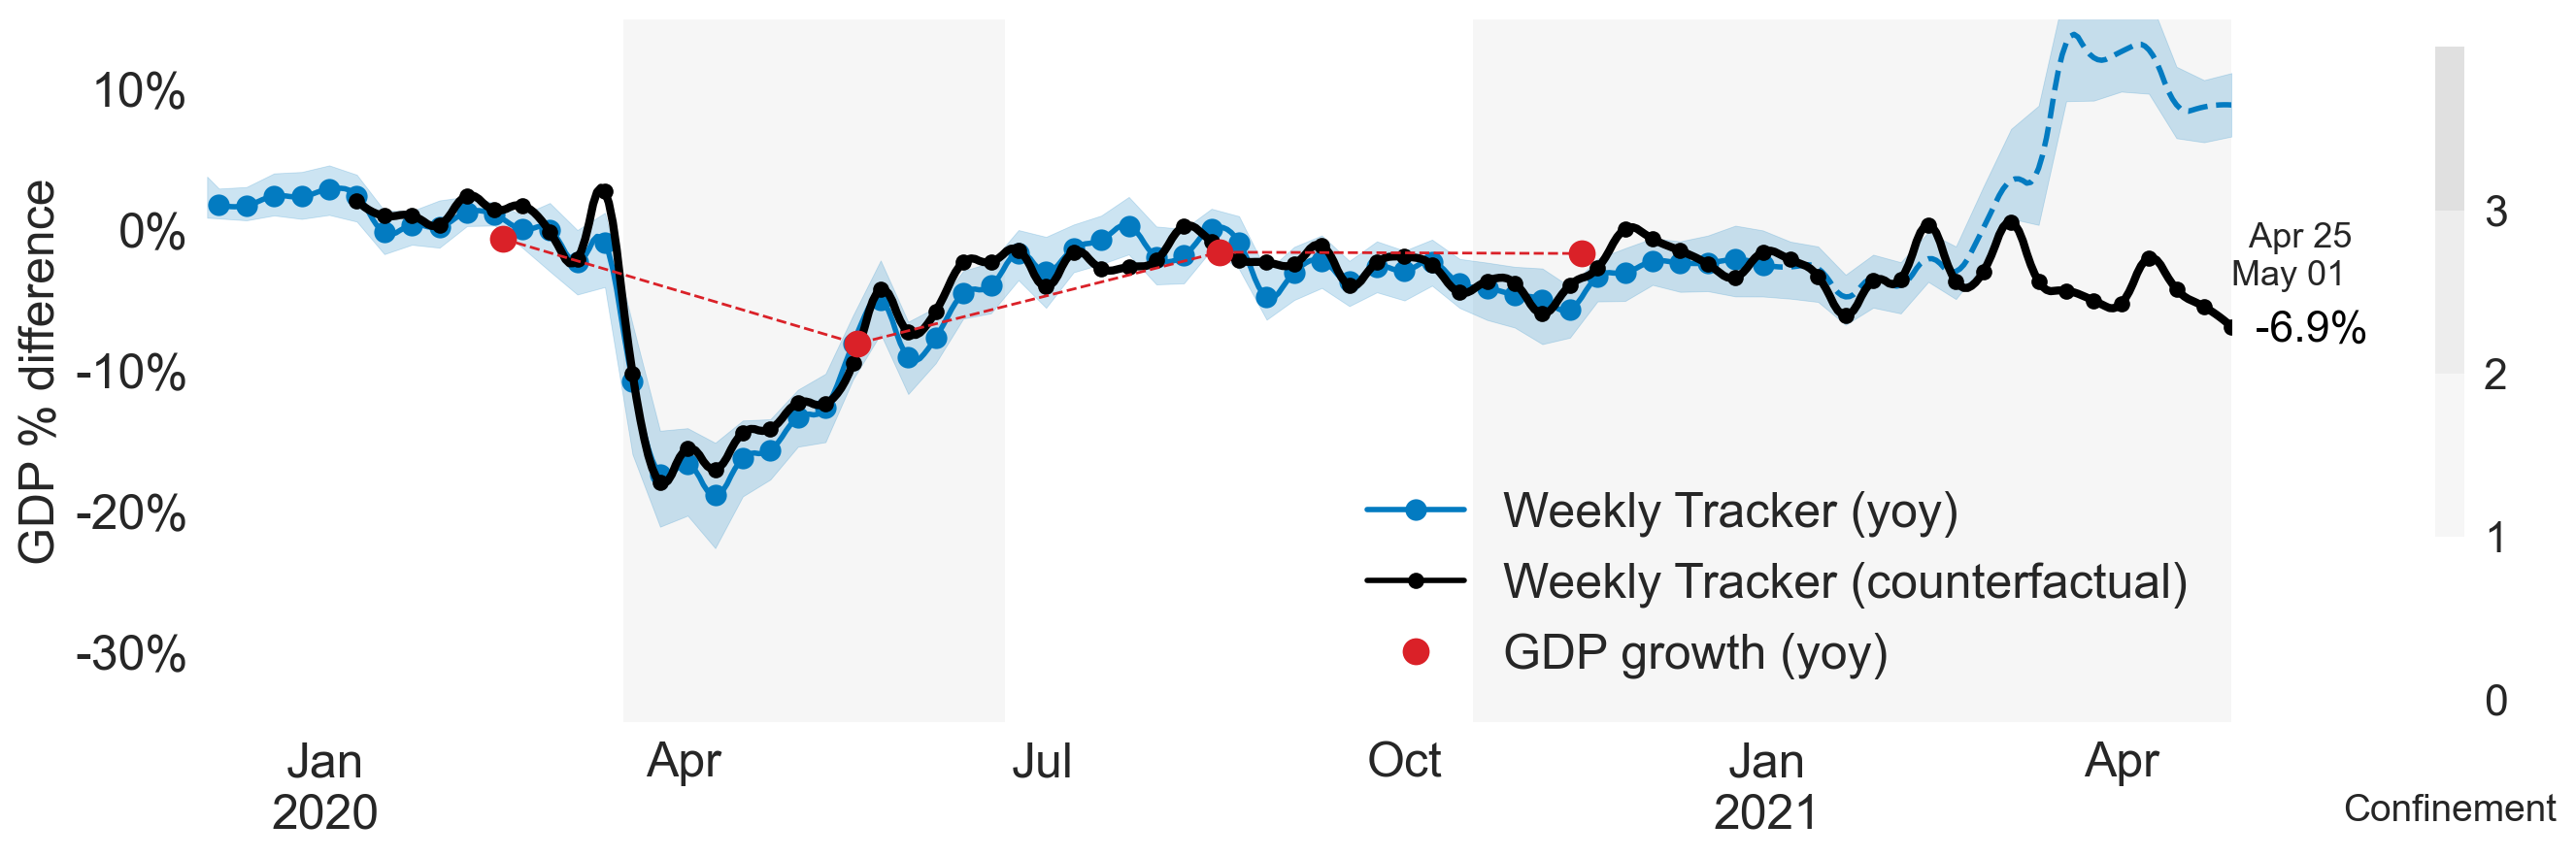 GDP % difference
10%
0%
-10%
-20%
-30%
Jan
2020
Apr
Jul
Oct
Jan
2021
Apr
Weekly Tracker (yoy)
Weekly Tracker (counterfactual)
GDP growth (yoy)
Apr 25
May 01
-6.9%
3
2
1
0
Confinement